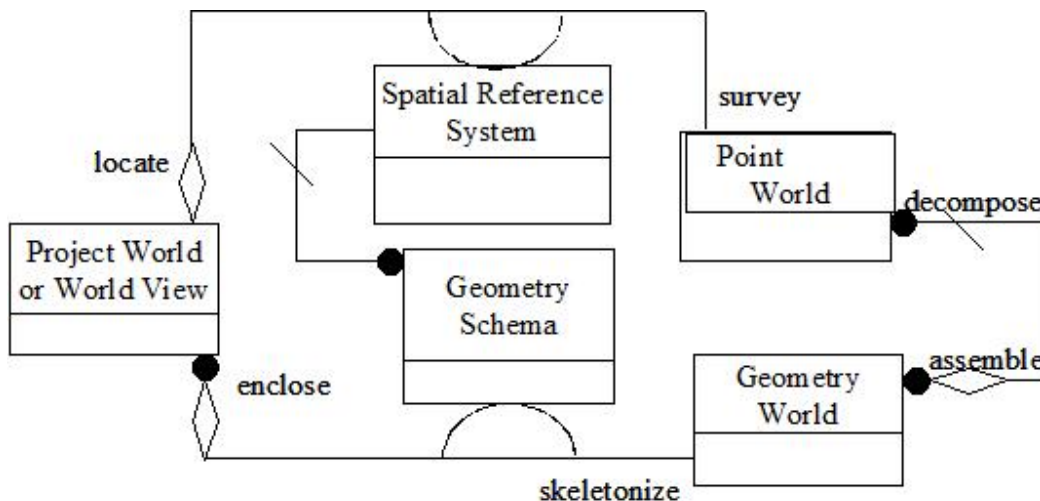 survey
Spatial Reference
System
Point
World
locate
decompose
Project World
or World View
Geometry
Schema
enclose
assemble
Geometry
World
skeletonize